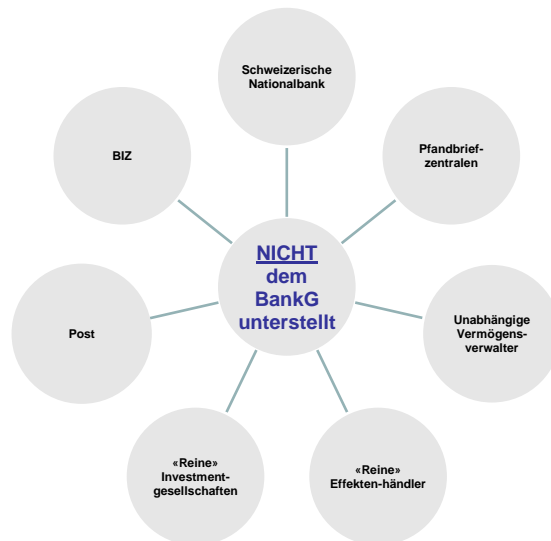 Schweizerische
Nationalbank
BIZ
Pfandbrief-
zentralen
NICHT
dem
BankG
unterstellt
Post
Unabhängige
Vermögens-
verwalter
«Reine»
Investment-
gesellschaften
«Reine»
Effekten-händler